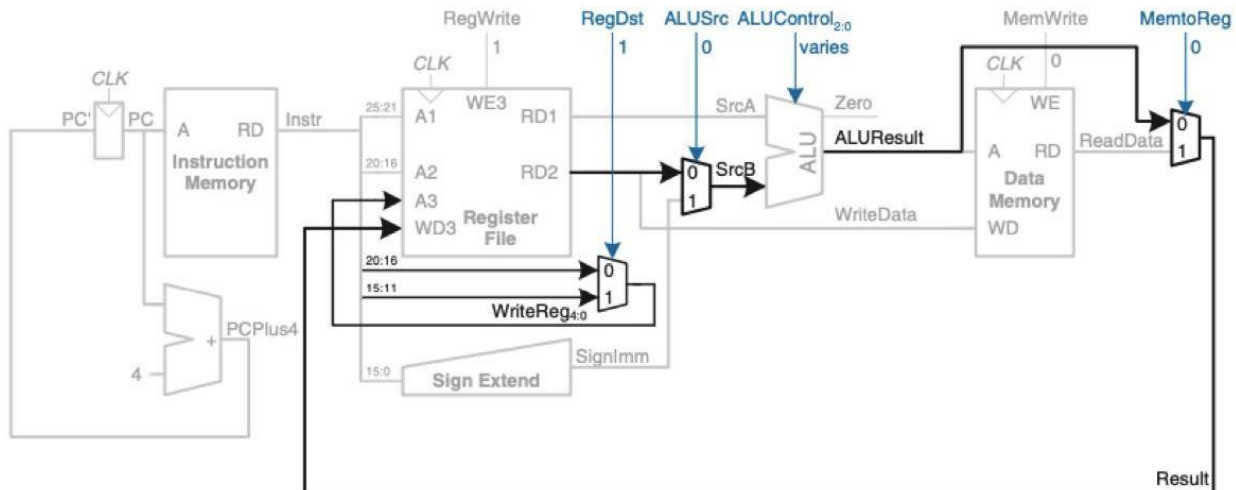 RegWrite RegDst ALUSrc ALUControl2:0 MemWrite MemtoReg
1 1 0 varies 0 0
CLK CLK CLK
PC' PC A RD Instr 25:21 A1 WE3 RD1 SrcA Zero WE
Instruction Memory
20:16 A2 RD2 0 SrcB ALU ALUResult A RD ReadData 0
1 1
A3 Data Memory
WD3 Register File WriteData WD
20:16 0
15:11 1
WriteReg4:0
PCPlus4
+
4 15:0 Sign Extend SignImm
Result